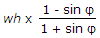 wh x 1 - sin φ
1 + sin φ